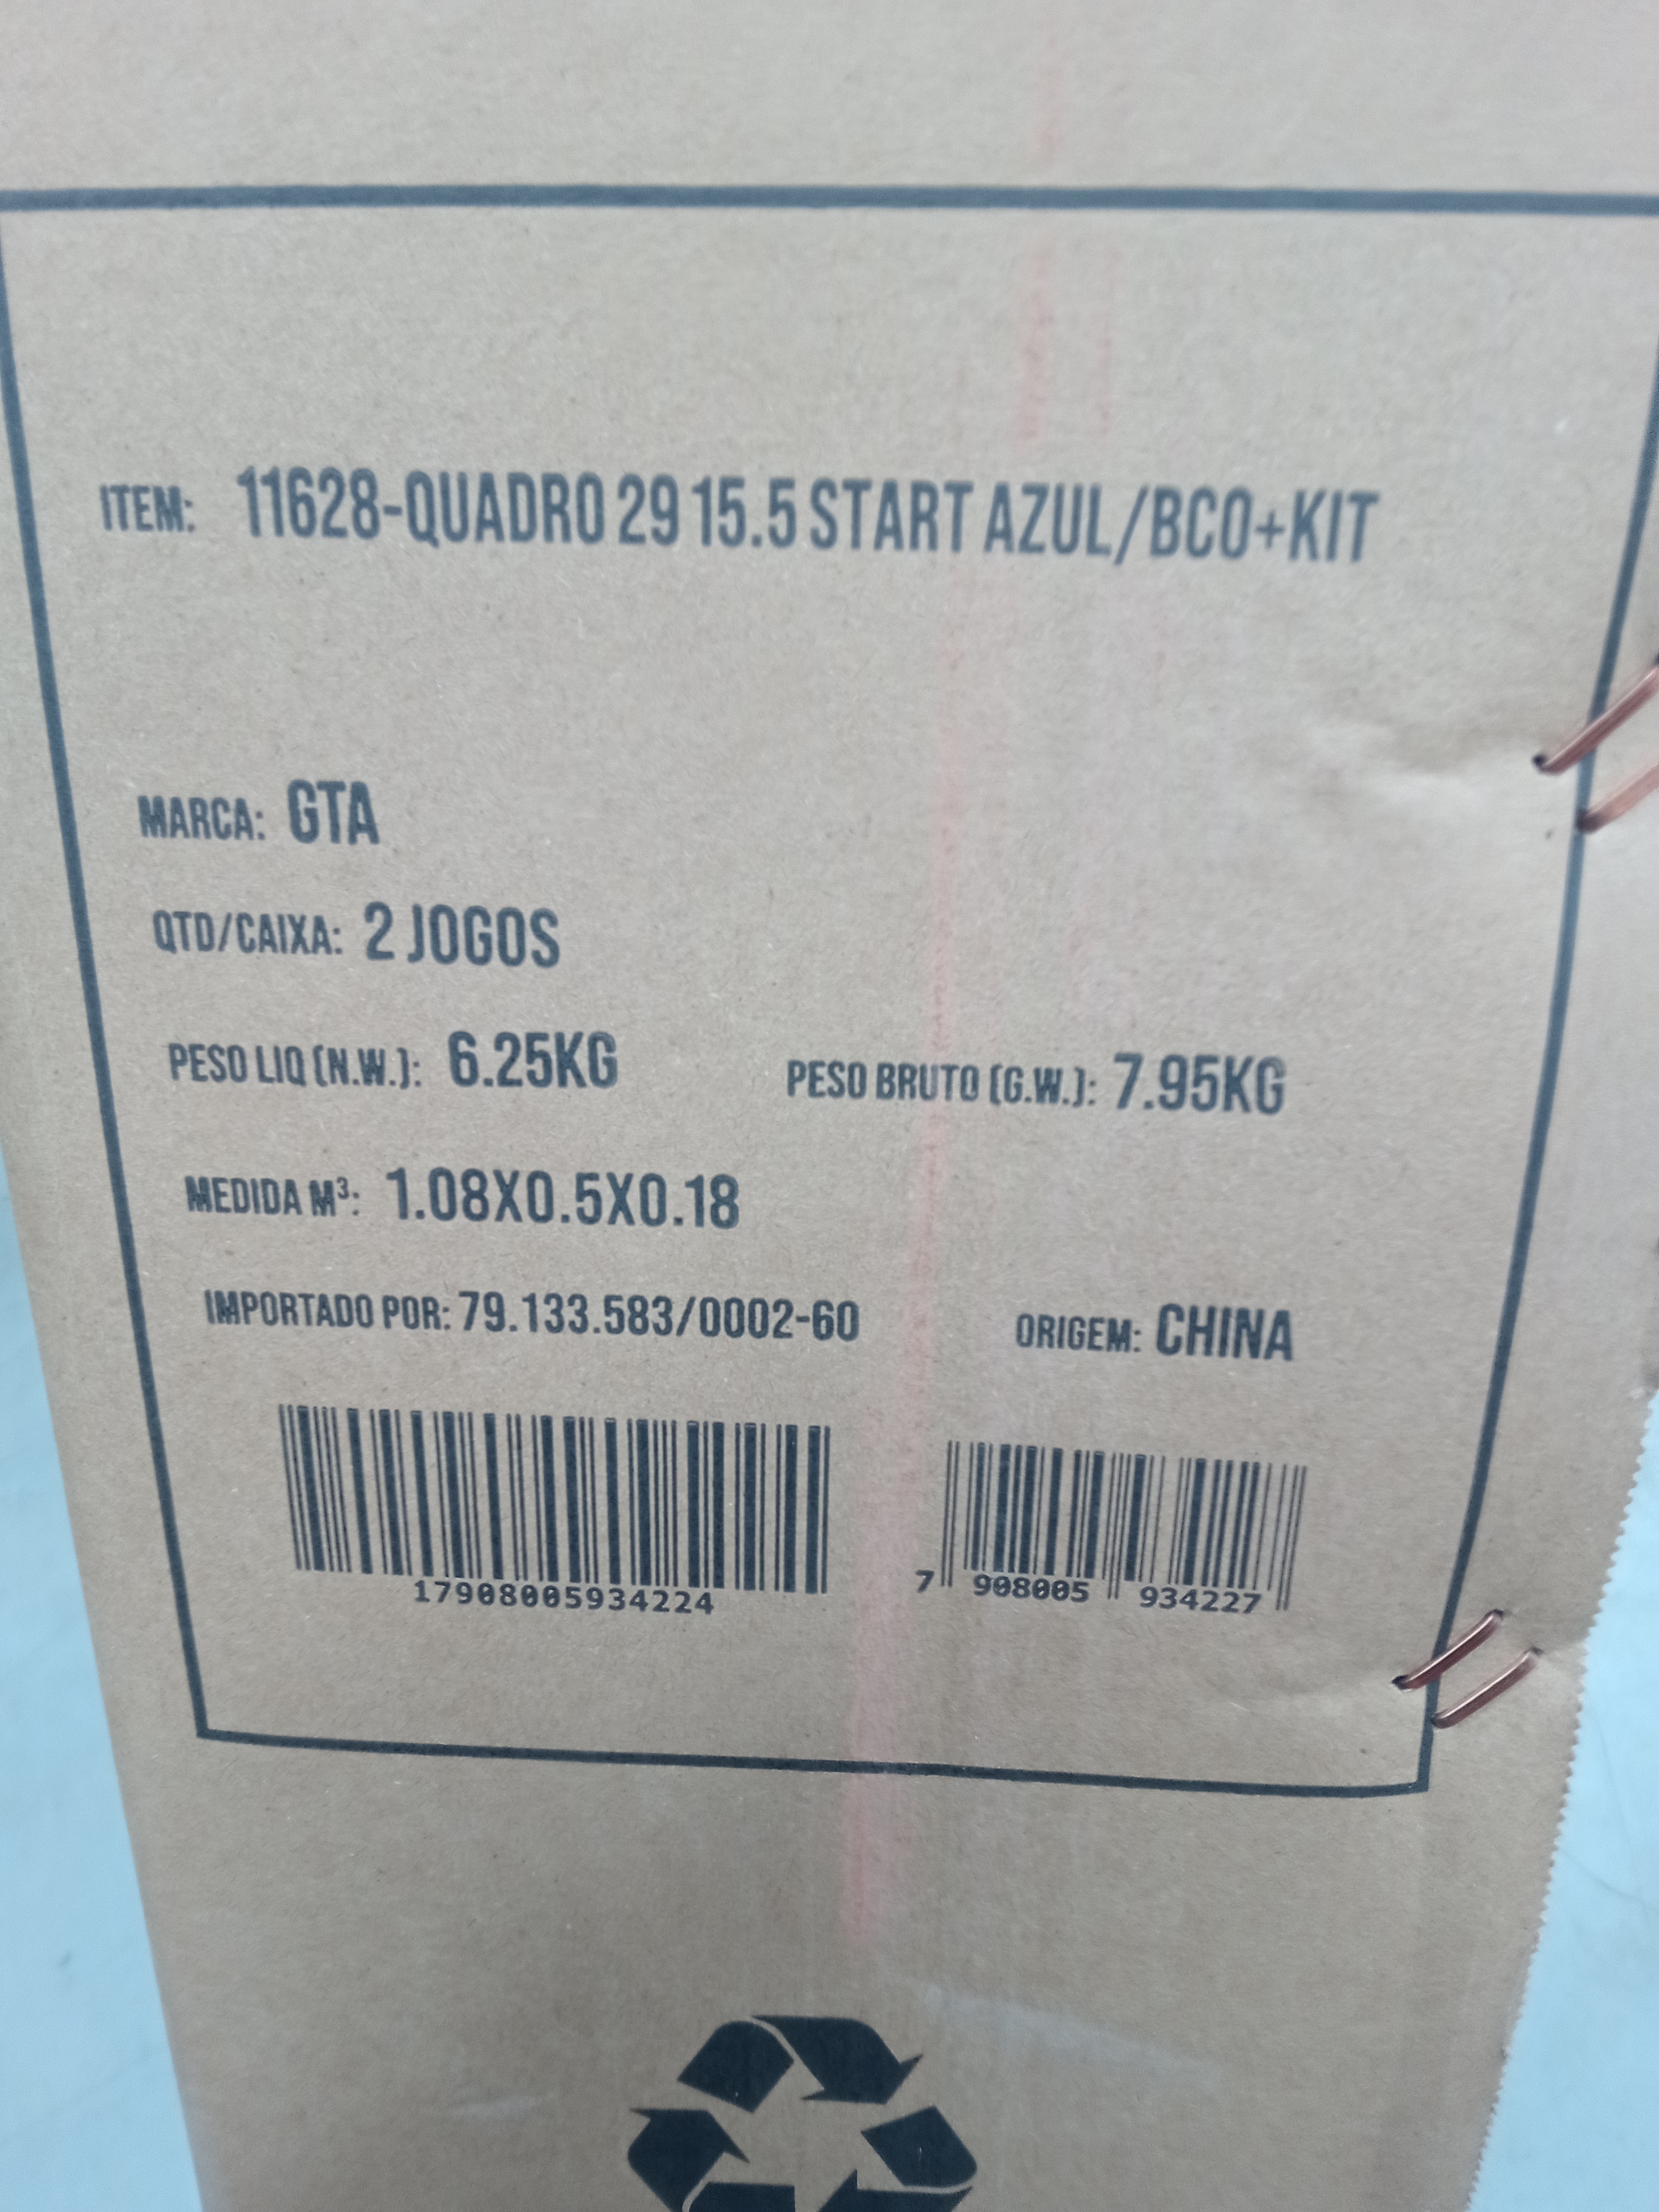 ITEM: 11628-QUADRO 29 15.5 START AZUL/BCO+KIT
MARCA: GTA
QTD/CAIXA: 2 JOGOS
PESO LIQ (N.W.): 6.25KG PESO BRUTO (G.W.): 7.95KG
MEDIDA M³: 1.08X0.5X0.18
IMPORTADO POR: 79.133.583/0002-60 ORIGEM: CHINA
17908005934224 7 908005 934227